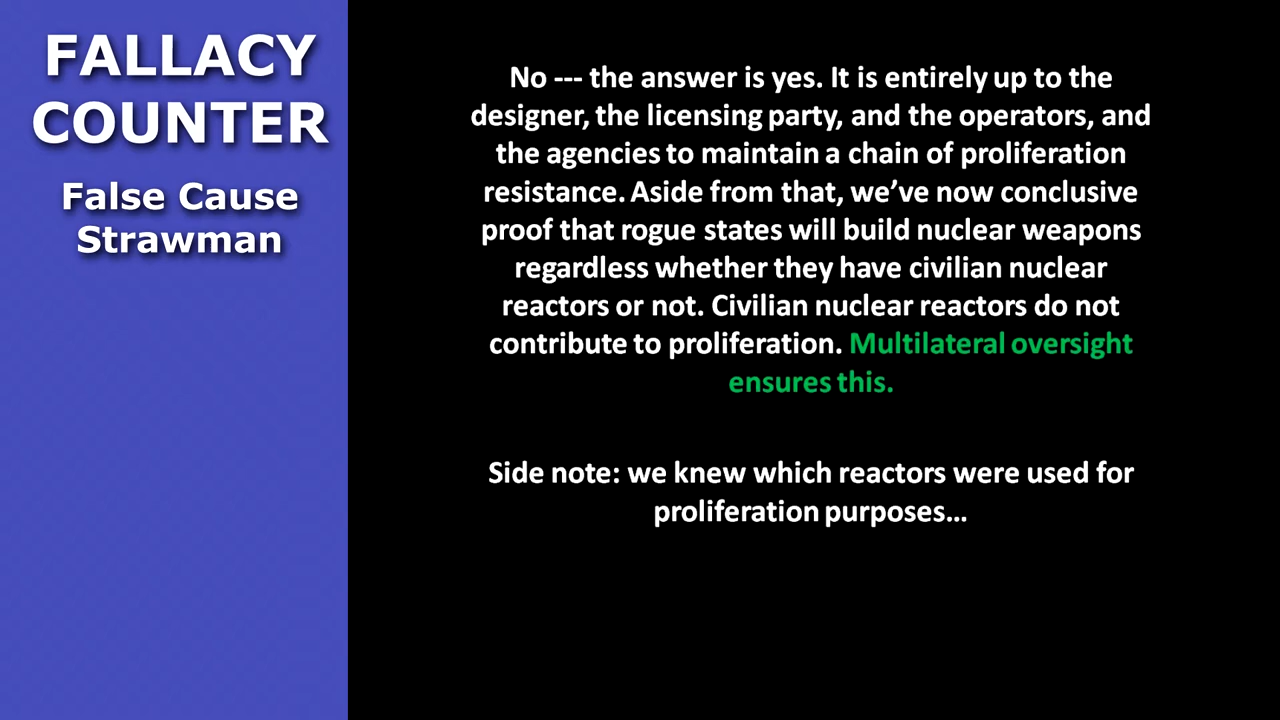 FALLACY
COUNTER
False Cause
Strawman
No --- the answer is yes. It is entirely up to the
designer, the licensing party, and the operators, and
the agencies to maintain a chain of proliferation
resistance. Aside from that, we’ve now conclusive
proof that rogue states will build nuclear weapons
regardless whether they have civilian nuclear
reactors or not. Civilian nuclear reactors do not
contribute to proliferation. Multilateral oversight
ensures this.
Side note: we knew which reactors were used for
proliferation purposes…